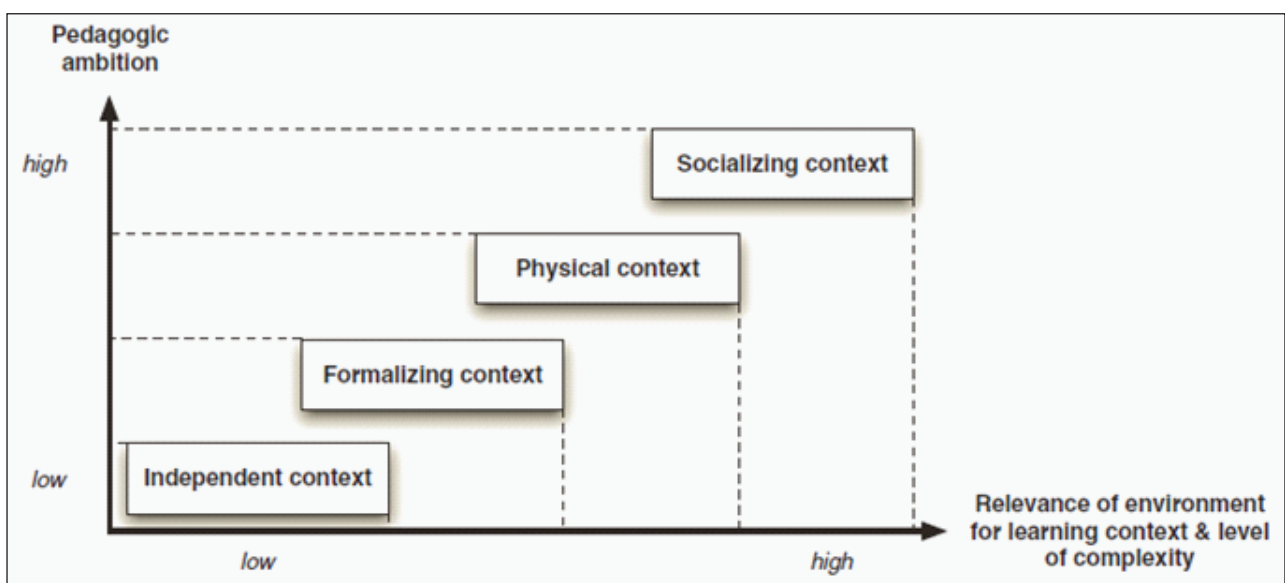 Pedagogic
ambition
high
Socializing context
Physical context
Formalizing context
low
Independent context
Relevance of environment
for learning context & level
of complexity
low
high